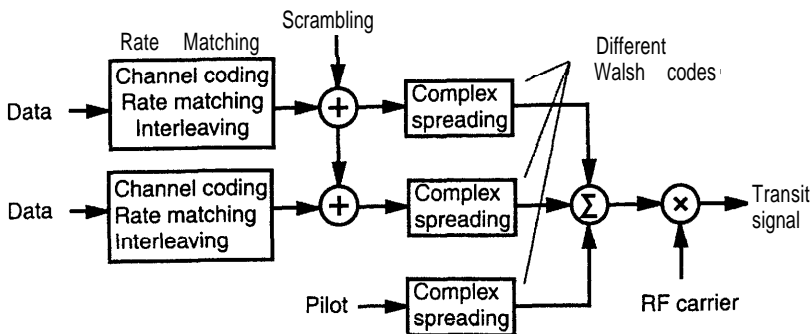 Scrambling
Rate Matching
Different
Walsh codes
Channel coding
Rate matching
Interleaving
Data
+
Complex
spreading
Channel coding
Rate matching
Interleaving
Data
+
Complex
spreading
Σ
×
Transit
signal
Pilot
Complex
spreading
RF carrier